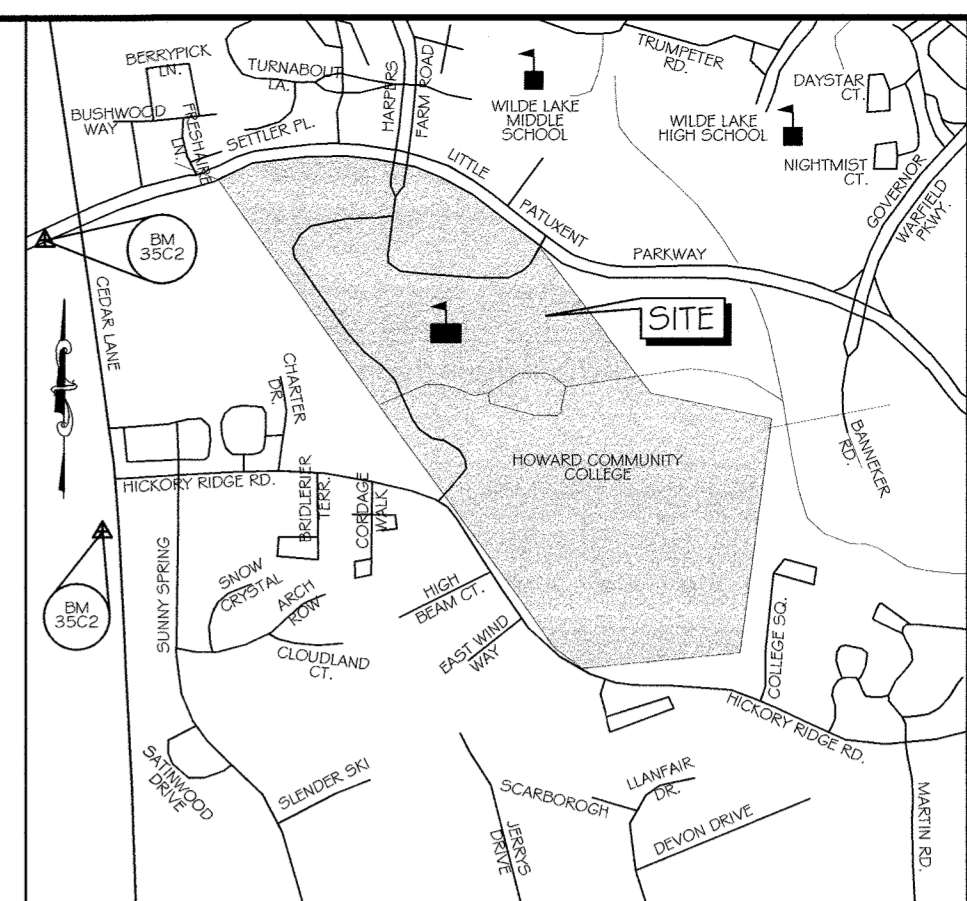 BERRYPICK
LN.
TURNABOUT
LA.
BUSHWOOD
WAY
FRESHAIRE
LN.
SETTLER PL.
HARPERS
FARM ROAD
WILDE LAKE
MIDDLE
SCHOOL
TRUMPETER
RD.
DAYSTAR
CT.
WILDE LAKE
HIGH SCHOOL
NIGHTMIST
CT.
GOVERNOR
WARFIELD
PKWY.
LITTLE
PATUXENT
PARKWAY
BM
35C2
CEDAR LANE
SITE
CHARTER
DR.
HOWARD COMMUNITY
COLLEGE
BANNEKER
RD.
HICKORY RIDGE RD.
BRIDLERIER
TERR.
CORDAGE
WALK
BM
35C2
SUNNY SPRING
SNOW
CRYSTAL
ARCH
ROW
CLOUDLAND
CT.
HIGH
BEAM CT.
EAST WIND
WAY
COLLEGE SQ.
HICKORY RIDGE RD.
SATINWOOD
DRIVE
SLENDER SKI
JERRYS
DRIVE
SCARBOROGH
LLANFAIR
DR.
DEVON DRIVE
MARTIN RD.